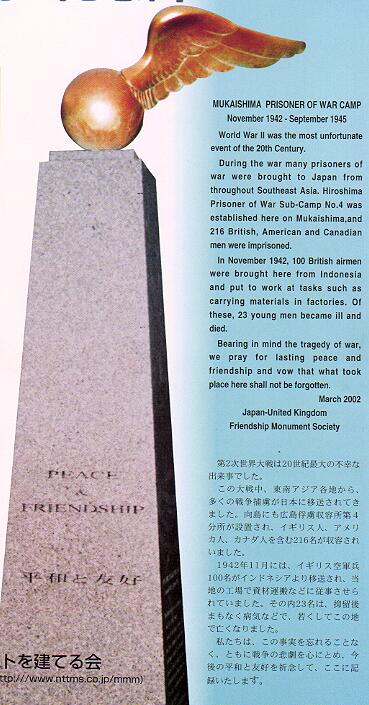 MUKAISHIMA PRISONER OF WAR CAMP
November 1942 - September 1945
World War II was the most unfortunate
event of the 20th Century.
During the war many prisoners of
war were brought to Japan from
throughout Southeast Asia. Hiroshima
Prisoner of War Sub-Camp No.4 was
established here on Mukaishima,and
216 British, American and Canadian
men were imprisoned.
In November 1942, 100 British airmen
were brought here from Indonesia
and put to work at tasks such as
carrying materials in factories. Of
these, 23 young men became ill and
died.
Bearing in mind the tragedy of war,
we pray for lasting peace and
friendship and vow that what took
place here shall not be forgotten.
March 2002
Japan-United Kingdom
Friendship Monument Society
第2次世界大戦は20世紀最大の不幸な
出来事でした。
この大戦中、東南アジア各地から、
多くの戦争捕虜が日本に移送されてき
ました。向島にも広島俘虜収容所第4
分所が設置され、イギリス人、アメリ
カ人、カナダ人を含む216名が収容され
いました。
1942年11月には、イギリス空軍兵
100名がインドネシアより移送され、当
地の工場で資材運搬などに従事させら
れていました。その内23名は、抑留後
まもなく病気などで、若くしてこの地
で亡くなりました。
私たちは、この事実を忘れることな
く、ともに戦争の悲劇を心にとめ、今
後の平和と友好を祈念して、ここに記
録いたします。
PEACE
&
FRIENDSHIP
平和と友好
トを建てる会
ttp://www.nttms.co.jp/mmm)